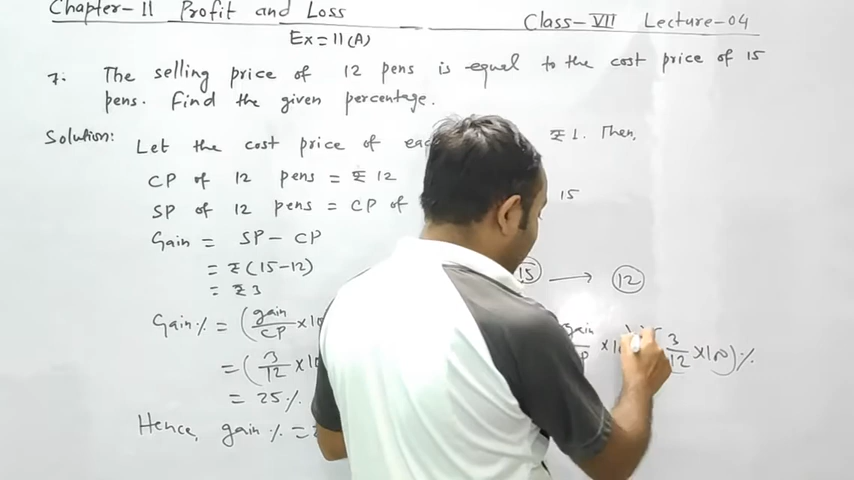 Chapter-11 Profit and Loss
Class-VII Lecture-04
Ex=11(A)
7. The selling price of 12 pens is equal to the cost price of 15
pens. Find the given percentage.
Solution: Let the cost price of each ₹ 1. Then,
CP of 12 pens = ₹ 12
SP of 12 pens = CP of 15
Gain = SP - CP
= ₹ (15-12)
= ₹ 3
15 → 12
Gain % = (gain/CP × 10
= (3/12 × 10
= 25 %
Hence, gain % =
gain × 1
(3/12 × 100) %